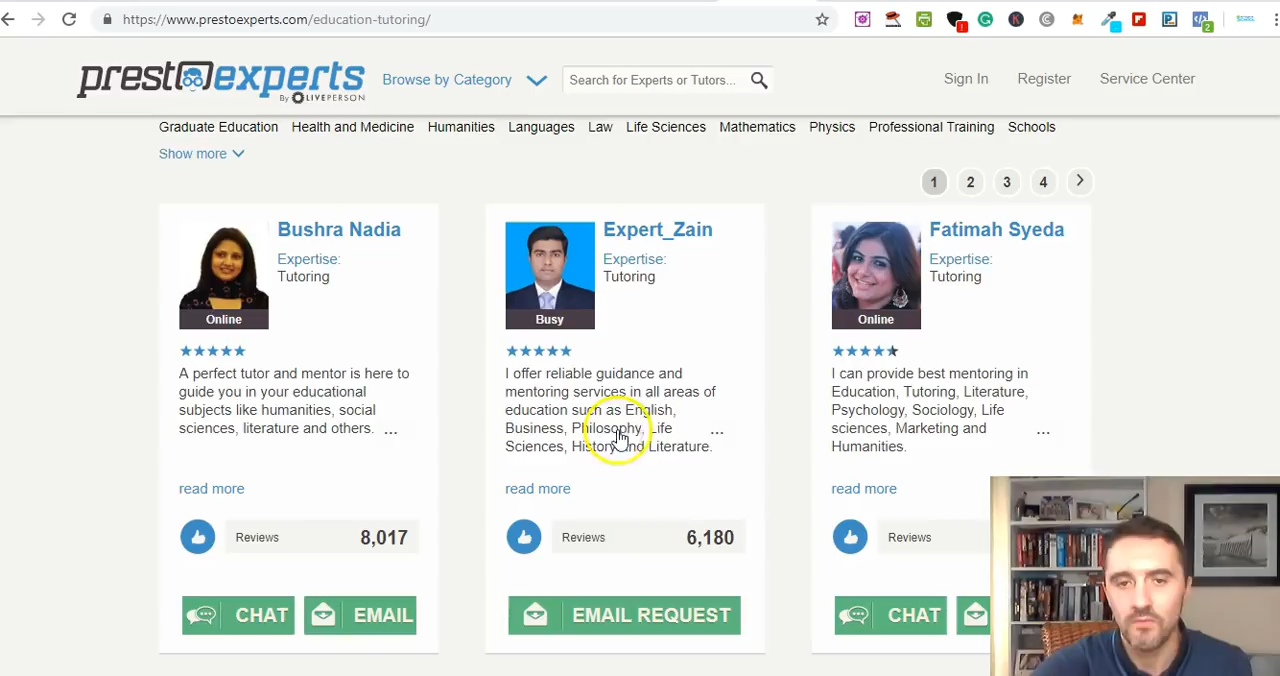 https://www.prestoexperts.com/education-tutoring/
prestoexperts
By LIVEPERSON
Browse by Category
Search for Experts or Tutors...
Sign In
Register
Service Center
Graduate Education Health and Medicine Humanities Languages Law Life Sciences Mathematics Physics Professional Training Schools
Show more
1 2 3 4
Bushra Nadia
Expertise:
Tutoring
Online
A perfect tutor and mentor is here to
guide you in your educational
subjects like humanities, social
sciences, literature and others. ...
read more
Reviews 8,017
CHAT EMAIL
Expert_Zain
Expertise:
Tutoring
Busy
I offer reliable guidance and
mentoring services in all areas of
education such as English,
Business, Philosophy, Life ...
Sciences, History and Literature.
read more
Reviews 6,180
EMAIL REQUEST
Fatimah Syeda
Expertise:
Tutoring
Online
I can provide best mentoring in
Education, Tutoring, Literature,
Psychology, Sociology, Life
sciences, Marketing and ...
Humanities.
read more
Reviews
CHAT